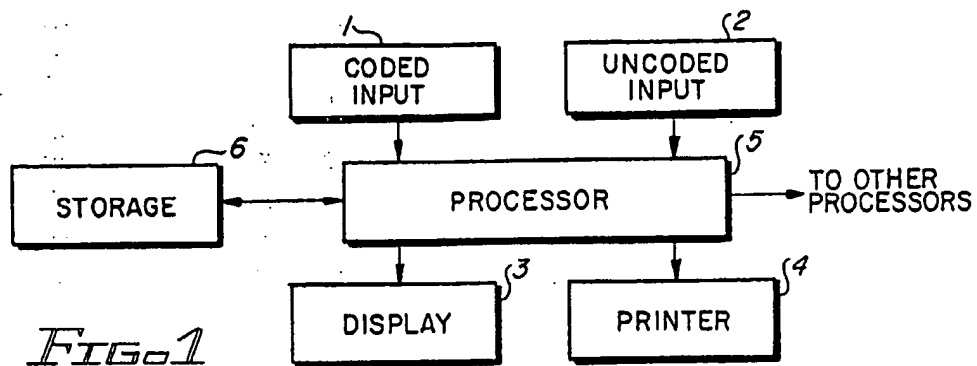 1
2
CODED
INPUT
UNCODED
INPUT
6
5
STORAGE
PROCESSOR
TO OTHER
PROCESSORS
3
4
DISPLAY
PRINTER
FIG. 1